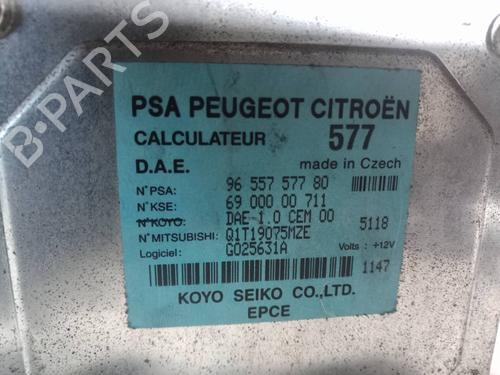 PSA PEUGEOT CITROËN
CALCULATEUR 577
D.A.E. made in Czech
N°PSA: 96 557 577 80
N°KSE: 69 000 00 711
N°KOYO: DAE-1.0 CEM 00 5118
N°MITSUBISHI: Q1T19075MZE
Logiciel: G025631A Volts : +12V
1147
KOYO SEIKO CO.,LTD.
EPCE
B-PARTS